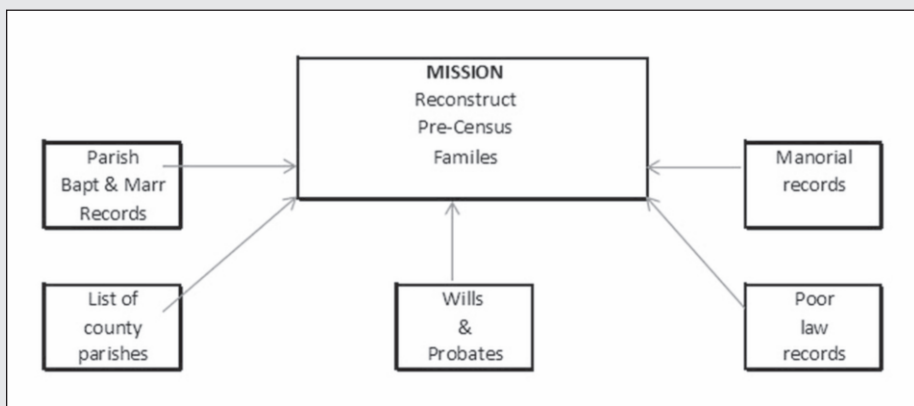 MISSION
Reconstruct
Pre-Census
Familes
Parish
Bapt & Marr
Records
Manorial
records
List of
county
parishes
Wills
&
Probates
Poor
law
records